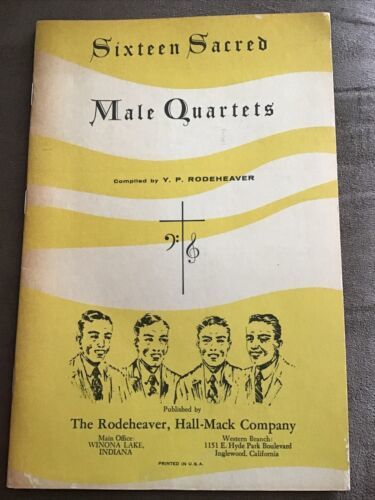 Sixteen Sacred
Male Quartets
Compiled by Y. P. RODEHEAVER
Published by
The Rodeheaver, Hall-Mack Company
Main Office:
WINONA LAKE,
INDIANA
Western Branch:
1151 E. Hyde Park Boulevard
Inglewood, California
PRINTED IN U.S.A.